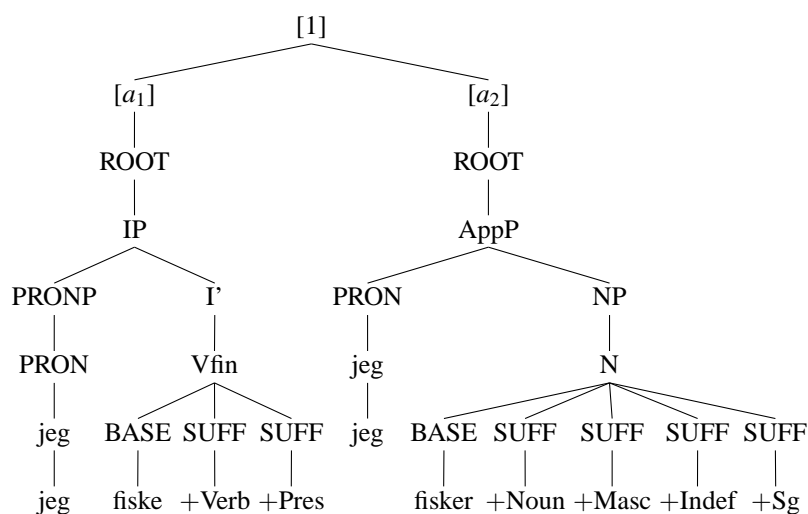 [1]
[a₁] [a₂]
ROOT ROOT
IP AppP
PRONP I’ PRON NP
PRON Vfin jeg N
jeg BASE SUFF SUFF jeg BASE SUFF SUFF SUFF SUFF
jeg fiske +Verb +Pres fisker +Noun +Masc +Indef +Sg